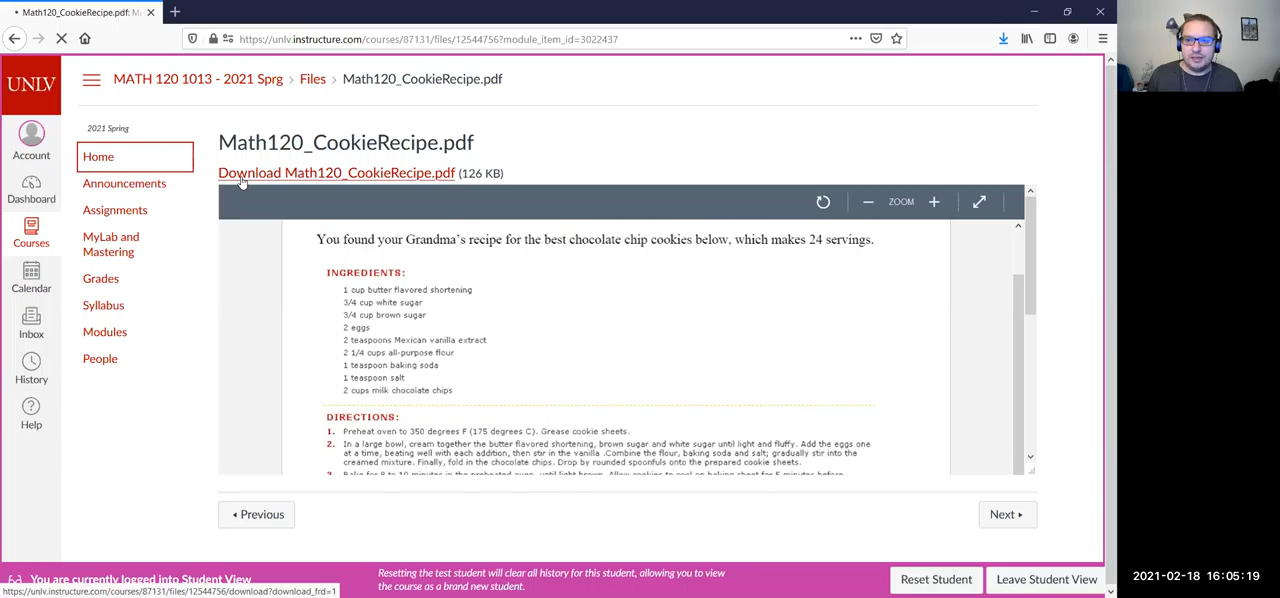 Math120_CookieRecipe.pdf: M
https://unlv.instructure.com/courses/87131/files/12544756?module_item_id=3022437
UNLV
MATH 120 1013 - 2021 Sprg › Files › Math120_CookieRecipe.pdf
Account
Dashboard
Courses
Calendar
Inbox
History
Help
2021 Spring
Home
Announcements
Assignments
MyLab and
Mastering
Grades
Syllabus
Modules
People
Math120_CookieRecipe.pdf
Download Math120_CookieRecipe.pdf (126 KB)
ZOOM
You found your Grandma's recipe for the best chocolate chip cookies below, which makes 24 servings.
INGREDIENTS:
1 cup butter flavored shortening
3/4 cup white sugar
3/4 cup brown sugar
2 eggs
2 teaspoons Mexican vanilla extract
2 1/4 cups all-purpose flour
1 teaspoon baking soda
1 teaspoon salt
2 cups milk chocolate chips
DIRECTIONS:
1. Preheat oven to 350 degrees F (175 degrees C). Grease cookie sheets.
2. In a large bowl, cream together the butter flavored shortening, brown sugar and white sugar until light and fluffy. Add the eggs one
at a time, beating well with each addition, then stir in the vanilla .Combine the flour, baking soda and salt; gradually stir into the
creamed mixture. Finally, fold in the chocolate chips. Drop by rounded spoonfuls onto the prepared cookie sheets.
Previous
Next
You are currently logged into Student View
Resetting the test student will clear all history for this student, allowing you to view
the course as a brand new student.
Reset Student
Leave Student View
https://unlv.instructure.com/courses/87131/files/12544756/download?download_frd=1
2021-02-18 16:05:19